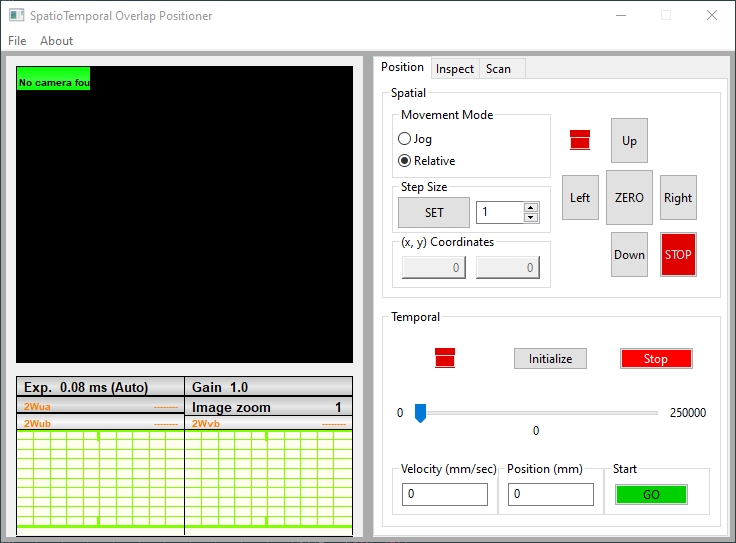 SpatioTemporal Overlap Positioner
File About
No camera fou
Exp. 0.08 ms (Auto) Gain 1.0
2Wua -------- Image zoom 1
2Wub -------- 2Wvb --------
Position Inspect Scan
Spatial
Movement Mode
Jog
Relative
Step Size
SET 1
(x, y) Coordinates
0 0
Up
Left ZERO Right
Down STOP
Temporal
Initialize Stop
0 250000
0
Velocity (mm/sec) Position (mm) Start
0 0 GO